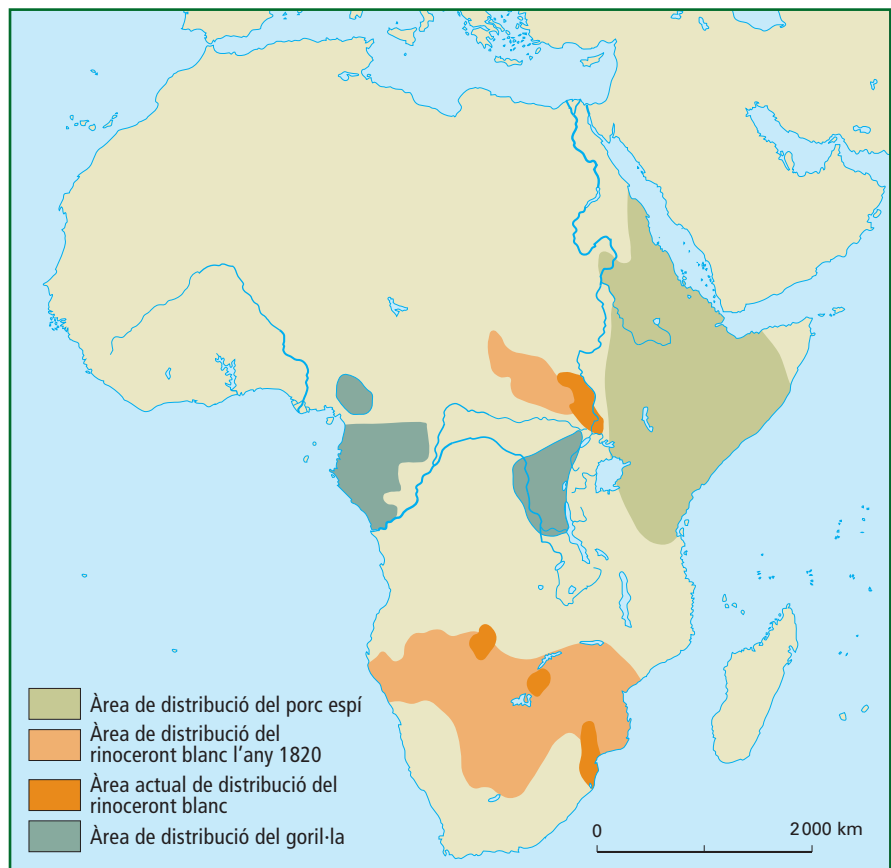 Àrea de distribució del porc espí
Àrea de distribució del
rinoceront blanc l'any 1820
Àrea actual de distribució del
rinoceront blanc
Àrea de distribució del goril·la
0 2000 km